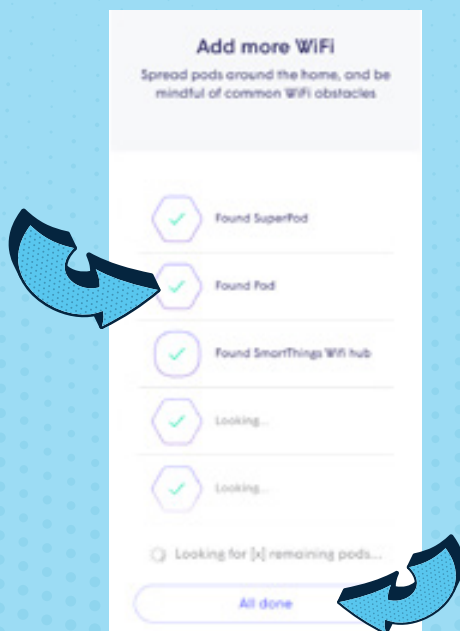 Add more WiFi
Spread pods around the home, and be
mindful of common WiFi obstacles
Found SuperPod
Found Pod
Found SmartThings Wifi hub
Looking...
Looking...
Looking for [x] remaining pods...
All done